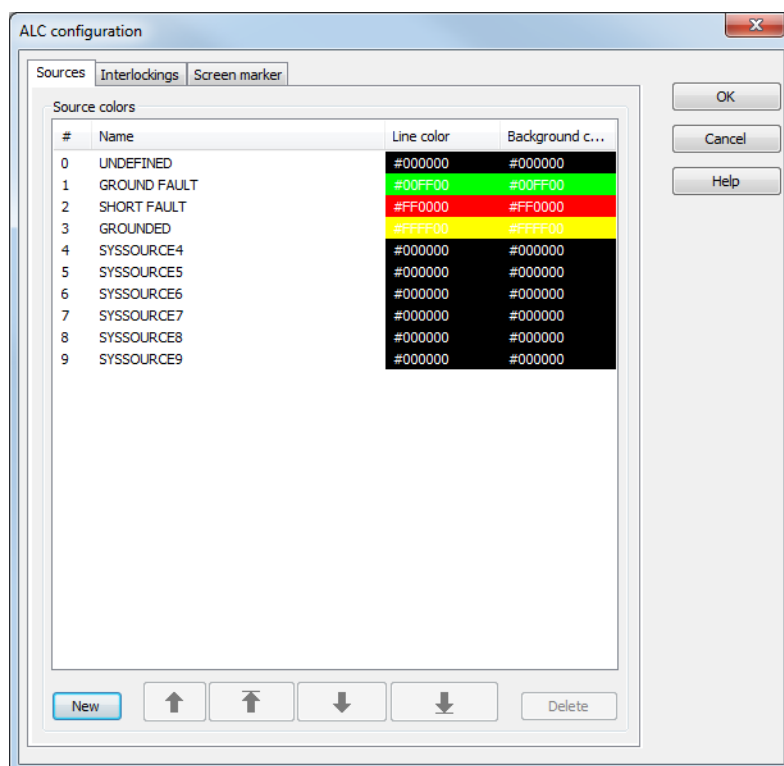 ALC configuration
Sources Interlockings Screen marker
Source colors
# Name Line color Background c...
0 UNDEFINED #000000 #000000
1 GROUND FAULT #00FF00 #00FF00
2 SHORT FAULT #FF0000 #FF0000
3 GROUNDED #FFFF00 #FFFF00
4 SYSSOURCE4 #000000 #000000
5 SYSSOURCE5 #000000 #000000
6 SYSSOURCE6 #000000 #000000
7 SYSSOURCE7 #000000 #000000
8 SYSSOURCE8 #000000 #000000
9 SYSSOURCE9 #000000 #000000
New Delete
OK
Cancel
Help